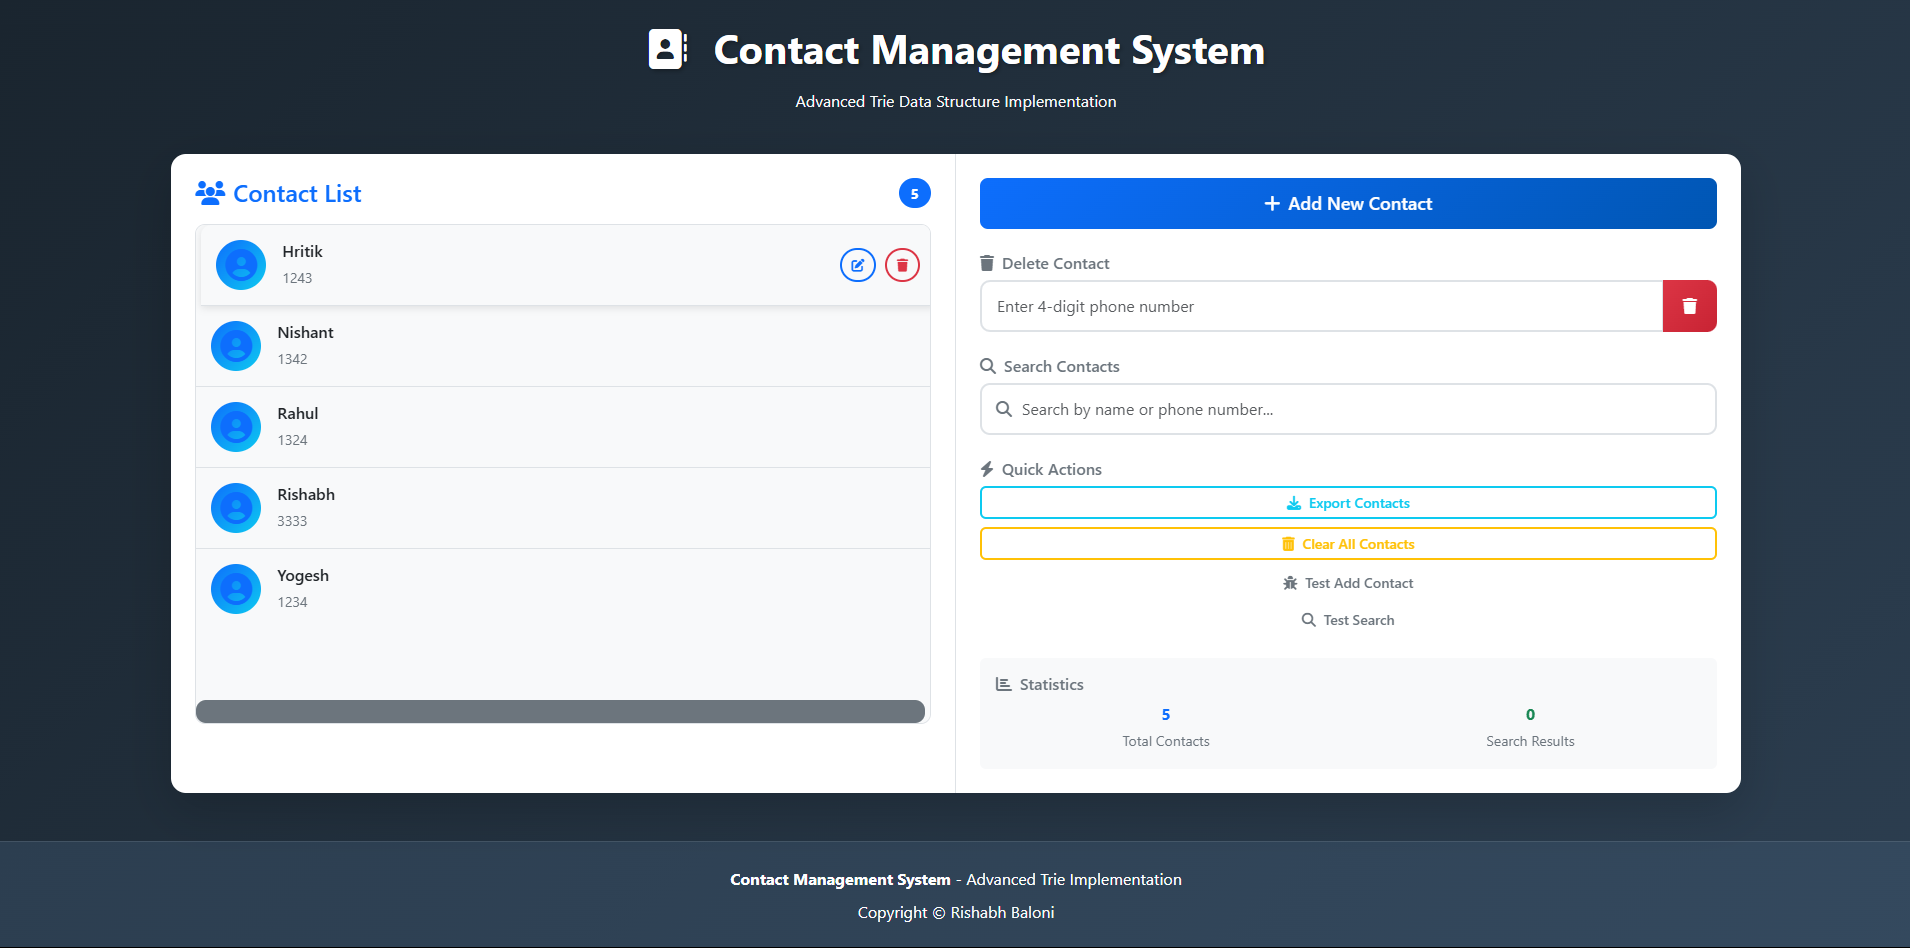 Contact Management System
Advanced Trie Data Structure Implementation
Contact List
5
Hritik
1243
Nishant
1342
Rahul
1324
Rishabh
3333
Yogesh
1234
Add New Contact
Delete Contact
Enter 4-digit phone number
Search Contacts
Search by name or phone number...
Quick Actions
Export Contacts
Clear All Contacts
Test Add Contact
Test Search
Statistics
5 0
Total Contacts Search Results
Contact Management System - Advanced Trie Implementation
Copyright © Rishabh Baloni